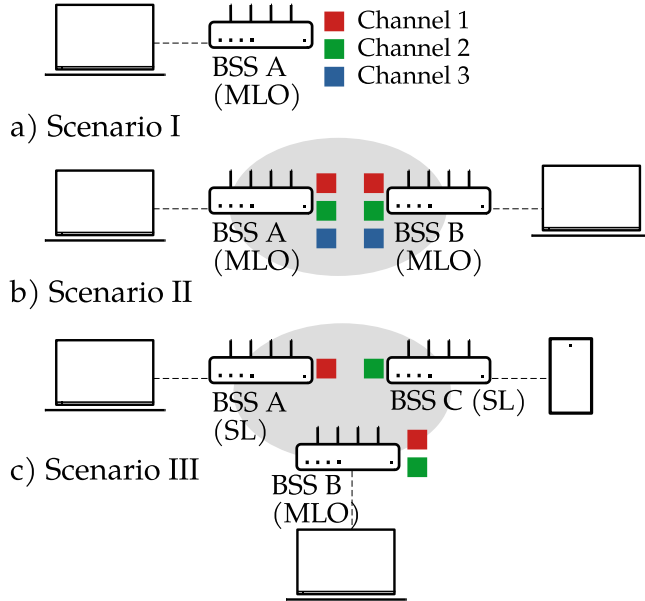 Channel 1
Channel 2
Channel 3
BSS A
(MLO)
a) Scenario I
BSS A
(MLO)
BSS B
(MLO)
b) Scenario II
BSS A
(SL)
BSS C (SL)
c) Scenario III
BSS B
(MLO)